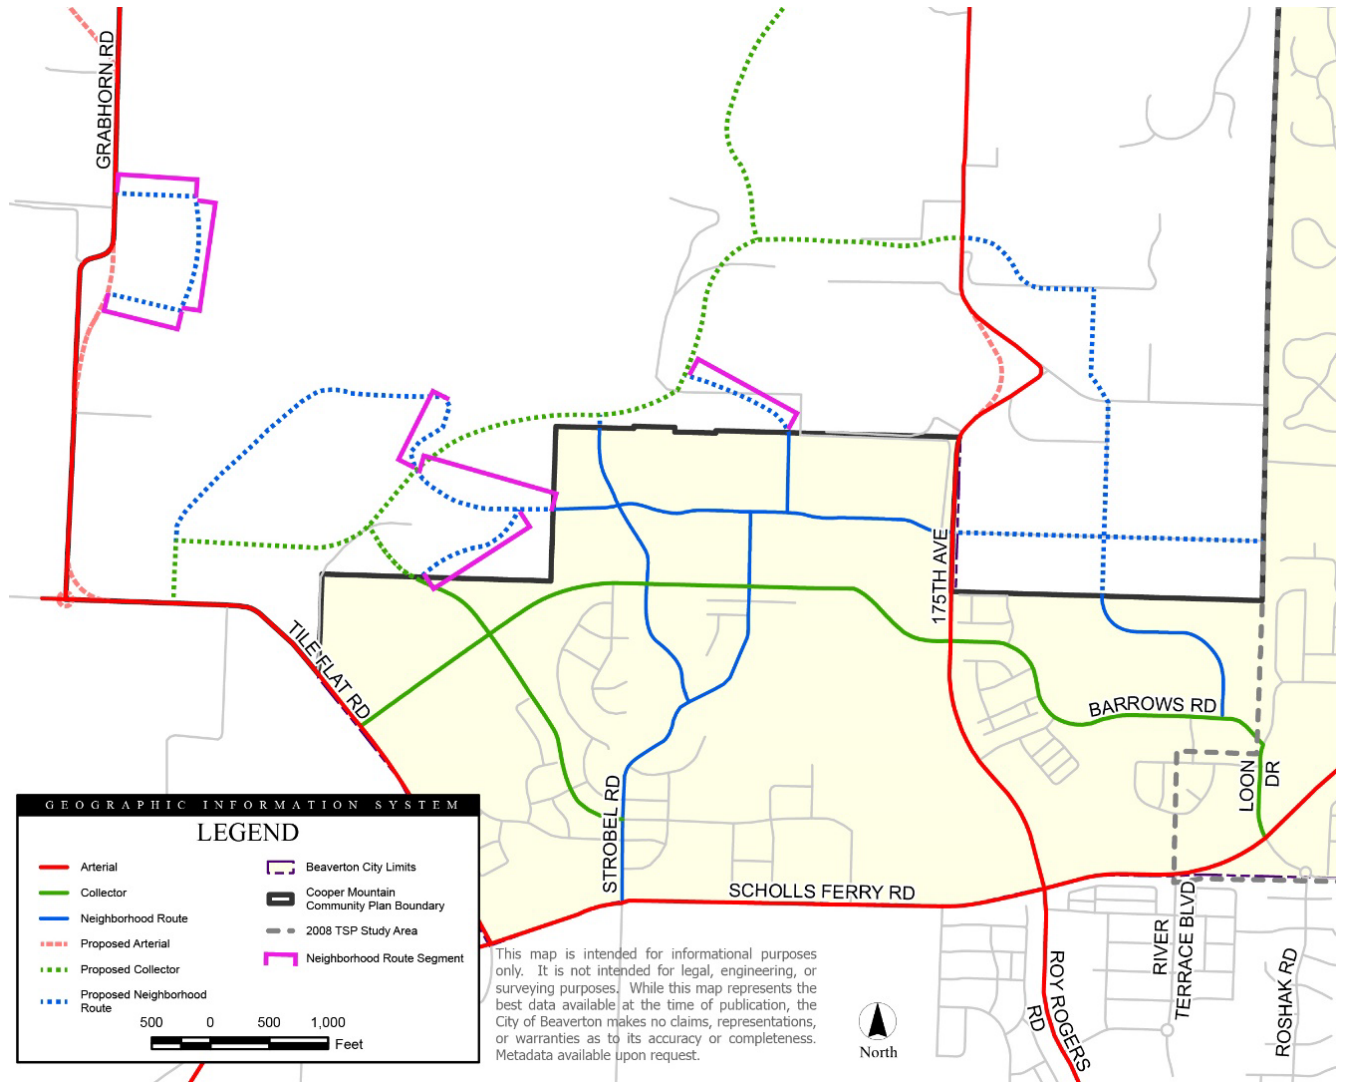 GRABHORN RD
175TH AVE
TILE FLAT RD
BARROWS RD
LOON
DR
STROBEL RD
SCHOLLS FERRY RD
RIVER
TERRACE BLVD
ROY ROGERS
RD
ROSHAK RD
GEOGRAPHIC INFORMATION SYSTEM
LEGEND
Arterial
Collector
Neighborhood Route
Proposed Arterial
Proposed Collector
Proposed Neighborhood
Route
Beaverton City Limits
Cooper Mountain
Community Plan Boundary
2008 TSP Study Area
Neighborhood Route Segment
500 0 500 1,000
Feet
This map is intended for informational purposes
only. It is not intended for legal, engineering, or
surveying purposes. While this map represents the
best data available at the time of publication, the
City of Beaverton makes no claims, representations,
or warranties as to its accuracy or completeness.
Metadata available upon request.
North